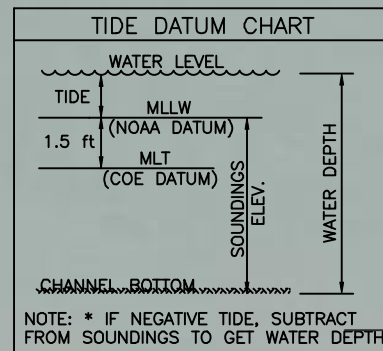 TIDE DATUM CHART
WATER LEVEL
TIDE
MLLW
(NOAA DATUM)
1.5 ft
MLT
(COE DATUM)
SOUNDINGS
ELEV.
WATER DEPTH
CHANNEL BOTTOM
NOTE: * IF NEGATIVE TIDE, SUBTRACT
FROM SOUNDINGS TO GET WATER DEPTH